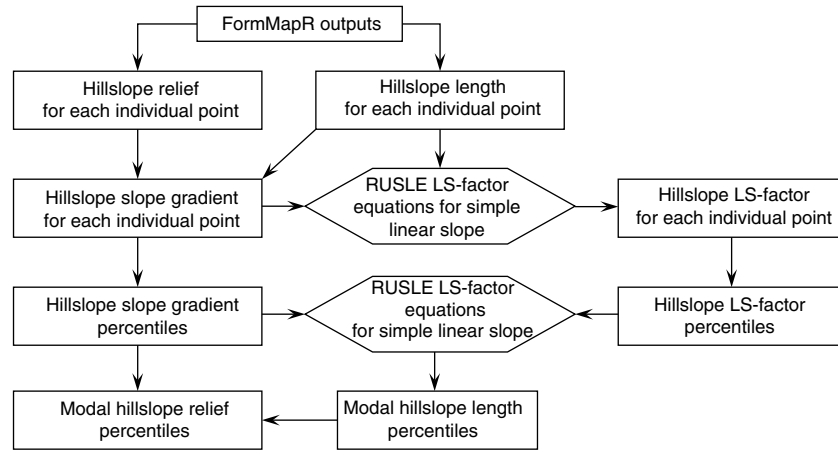 FormMapR outputs
Hillslope relief
for each individual point
Hillslope length
for each individual point
Hillslope slope gradient
for each individual point
RUSLE LS-factor
equations for simple
linear slope
Hillslope LS-factor
for each individual point
Hillslope slope gradient
percentiles
RUSLE LS-factor
equations
for simple linear slope
Hillslope LS-factor
percentiles
Modal hillslope relief
percentiles
Modal hillslope length
percentiles